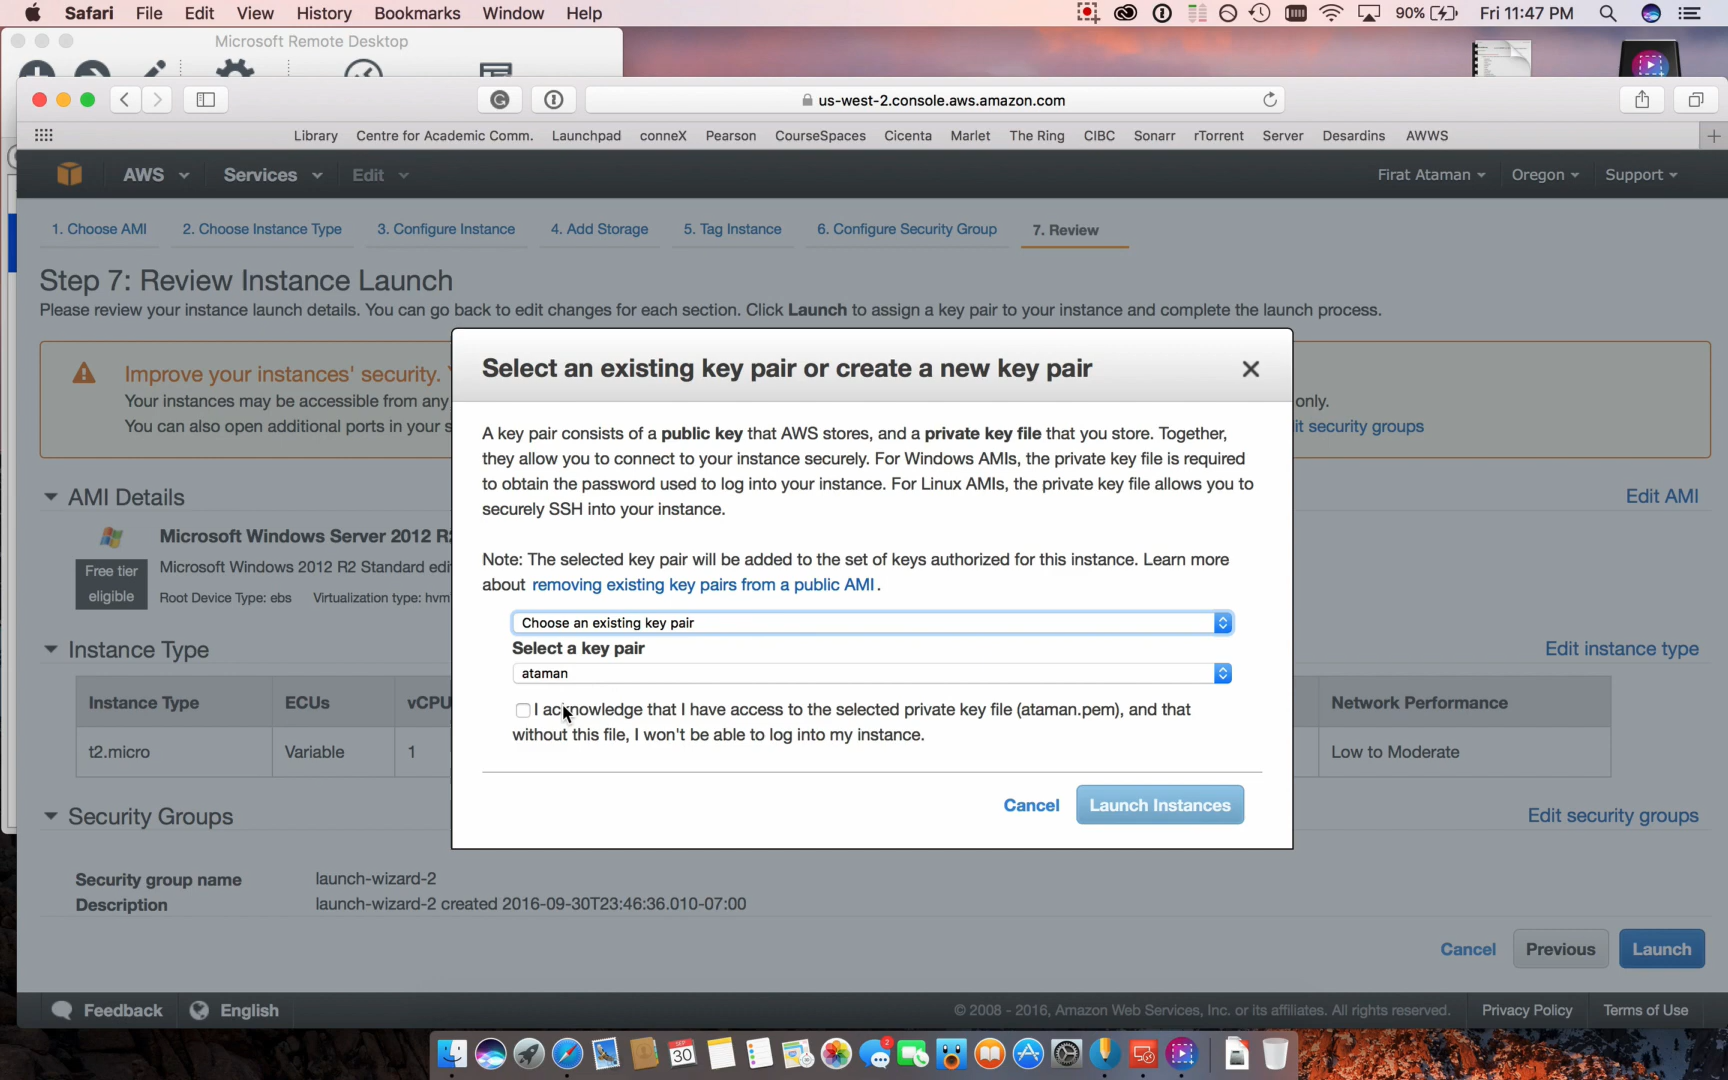 Safari File Edit View History Bookmarks Window Help 90% Fri 11:47 PM
Microsoft Remote Desktop
us-west-2.console.aws.amazon.com
Library Centre for Academic Comm. Launchpad conneX Pearson CourseSpaces Cicenta Marlet The Ring CIBC Sonarr rTorrent Server Desardins AWWS
AWS Services Edit Firat Ataman Oregon Support
1. Choose AMI 2. Choose Instance Type 3. Configure Instance 4. Add Storage 5. Tag Instance 6. Configure Security Group 7. Review
Step 7: Review Instance Launch
Please review your instance launch details. You can go back to edit changes for each section. Click Launch to assign a key pair to your instance and complete the launch process.
Improve your instances' security.
Your instances may be accessible from any
only.
You can also open additional ports in your s
it security groups
AMI Details
Edit AMI
Microsoft Windows Server 2012 R2
Free tier
eligible
Microsoft Windows 2012 R2 Standard edi
Root Device Type: ebs Virtualization type: hvm
Instance Type
Edit instance type
Instance Type ECUs vCPU Network Performance
t2.micro Variable 1 Low to Moderate
Security Groups
Edit security groups
Security group name launch-wizard-2
Description launch-wizard-2 created 2016-09-30T23:46:36.010-07:00
Cancel Previous Launch
Select an existing key pair or create a new key pair
A key pair consists of a public key that AWS stores, and a private key file that you store. Together,
they allow you to connect to your instance securely. For Windows AMIs, the private key file is required
to obtain the password used to log into your instance. For Linux AMIs, the private key file allows you to
securely SSH into your instance.
Note: The selected key pair will be added to the set of keys authorized for this instance. Learn more
about removing existing key pairs from a public AMI.
Choose an existing key pair
Select a key pair
ataman
I acknowledge that I have access to the selected private key file (ataman.pem), and that
without this file, I won't be able to log into my instance.
Cancel Launch Instances
Feedback English © 2008 - 2016, Amazon Web Services, Inc. or its affiliates. All rights reserved. Privacy Policy Terms of Use
SEP
30
2